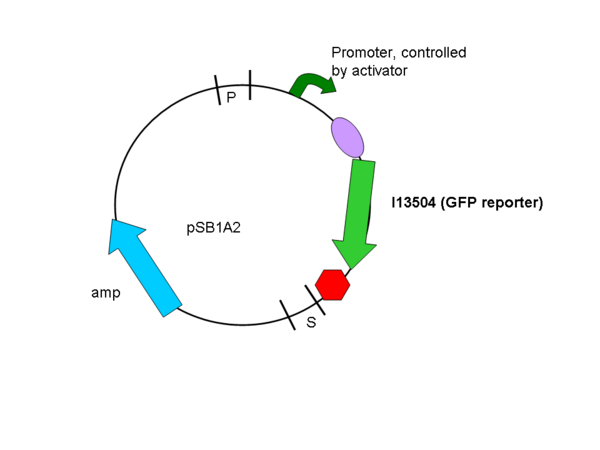 Promoter, controlled
by activator
P
I13504 (GFP reporter)
pSB1A2
amp
S